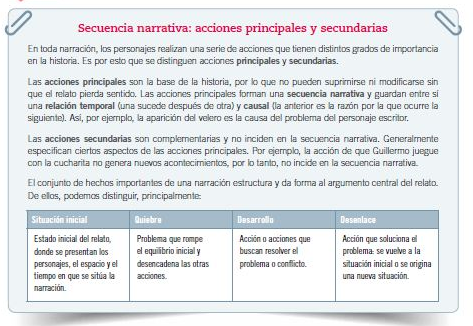 Secuencia narrativa: acciones principales y secundarias
En toda narración, los personajes realizan una serie de acciones que tienen distintos grados de importancia
en la historia. Es por esto que se distinguen acciones principales y secundarias.
Las acciones principales son la base de la historia, por lo que no pueden suprimirse ni modificarse sin
que el relato pierda sentido. Las acciones principales forman una secuencia narrativa y guardan entre sí
una relación temporal (una sucede después de otra) y causal (la anterior es la razón por la que ocurre la
siguiente). Así, por ejemplo, la aparición del velero es la causa del problema del personaje escritor.
Las acciones secundarias son complementarias y no inciden en la secuencia narrativa. Generalmente
especifican ciertos aspectos de las acciones principales. Por ejemplo, la acción de que Guillermo juegue
con la cucharita no genera nuevos acontecimientos, por lo tanto, no incide en la secuencia narrativa.
El conjunto de hechos importantes de una narración estructura y da forma al argumento central del relato.
De ellos, podemos distinguir, principalmente:
Situación inicial
Estado inicial del relato,
donde se presentan los
personajes, el espacio y el
tiempo en que se sitúa la
narración.
Quiebre
Problema que rompe
el equilibrio inicial y
desencadena las otras
acciones.
Desarrollo
Acción o acciones que
buscan resolver el
problema o conflicto.
Desenlace
Acción que soluciona el
problema: se vuelve a la
situación inicial o se origina
una nueva situación.